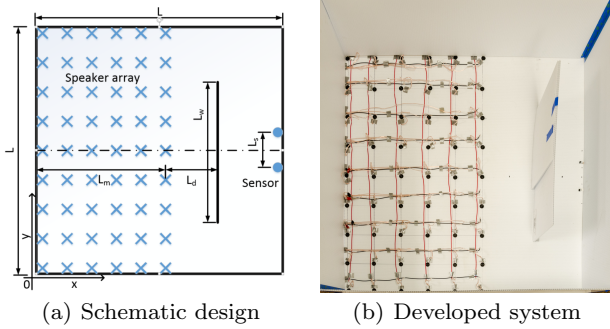 L
Speaker array
L
L_w
L_s
L_m
L_d
Sensor
y
0
x
(a) Schematic design
(b) Developed system